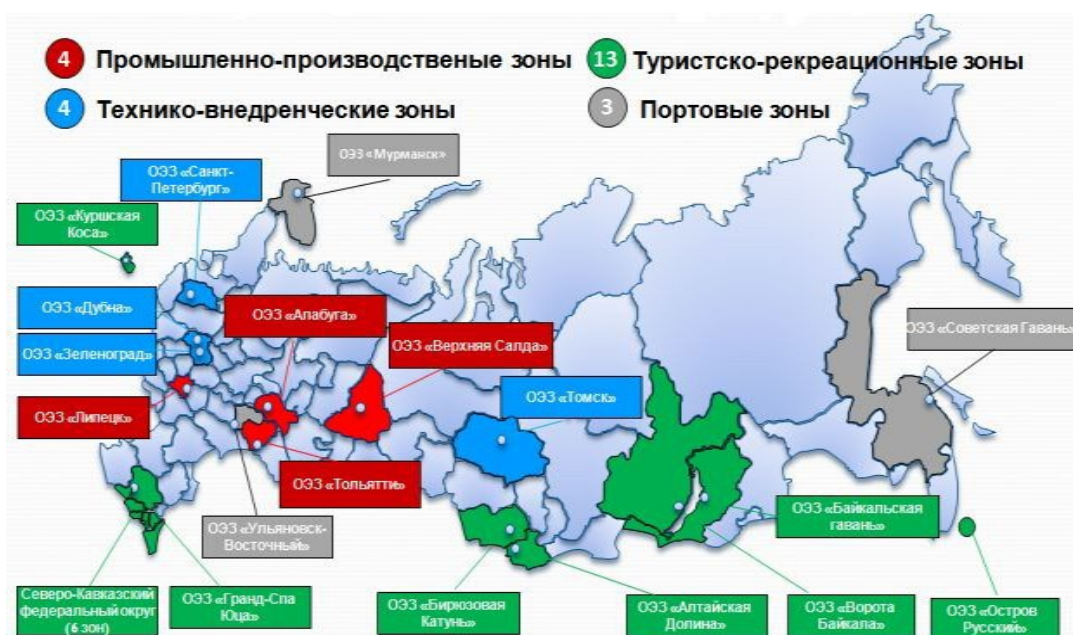 4 Промышленно-производственые зоны
13 Туристско-рекреационные зоны
4 Технико-внедренческие зоны
3 Портовые зоны
ОЭЗ «Мурманск»
ОЭЗ «Санкт-
Петербург»
ОЭЗ «Куршская
Коса»
ОЭЗ «Дубна»
ОЭЗ «Алабуга»
ОЭЗ «Советская Гавань»
ОЭЗ «Зеленоград»
ОЭЗ «Верхняя Салда»
ОЭЗ «Томск»
ОЭЗ «Липецк»
ОЭЗ «Тольятти»
ОЭЗ «Байкальская
гавань»
ОЭЗ «Ульяновск-
Восточный»
Северо-Кавказский
федеральный округ
(6 зон)
ОЭЗ «Гранд-Спа
Юца»
ОЭЗ «Бирюзовая
Катунь»
ОЭЗ «Алтайская
Долина»
ОЭЗ «Ворота
Байкала»
ОЭЗ «Остров
Русский»